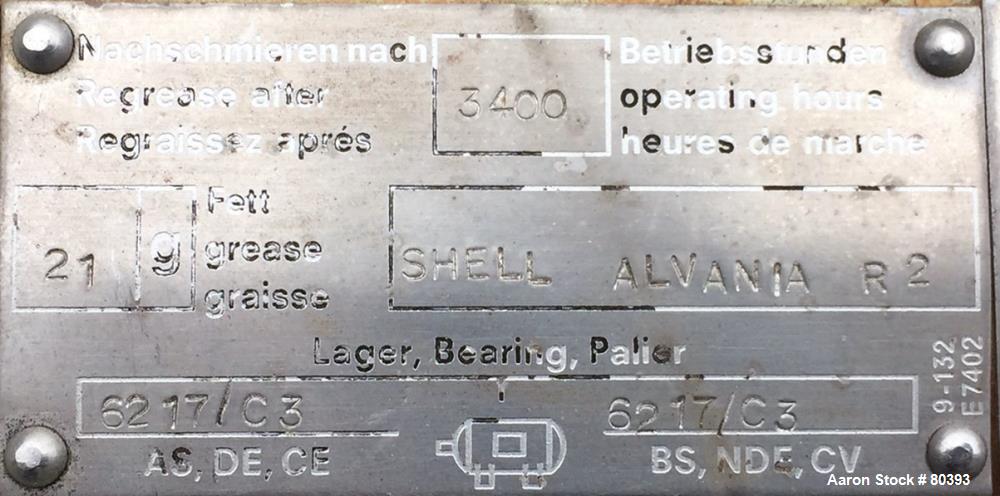 Nachschmieren nach 3400 Betriebsstunden
Regrease after operating hours
Regraissez aprés heures de marche
21 g Fett
grease
graisse
SHELL ALVANIA R2
Lager, Bearing, Palier
6217/C3 6217/C3
AS, DE, CE BS, NDE, CV
9-132
E7402
Aaron Stock # 80393